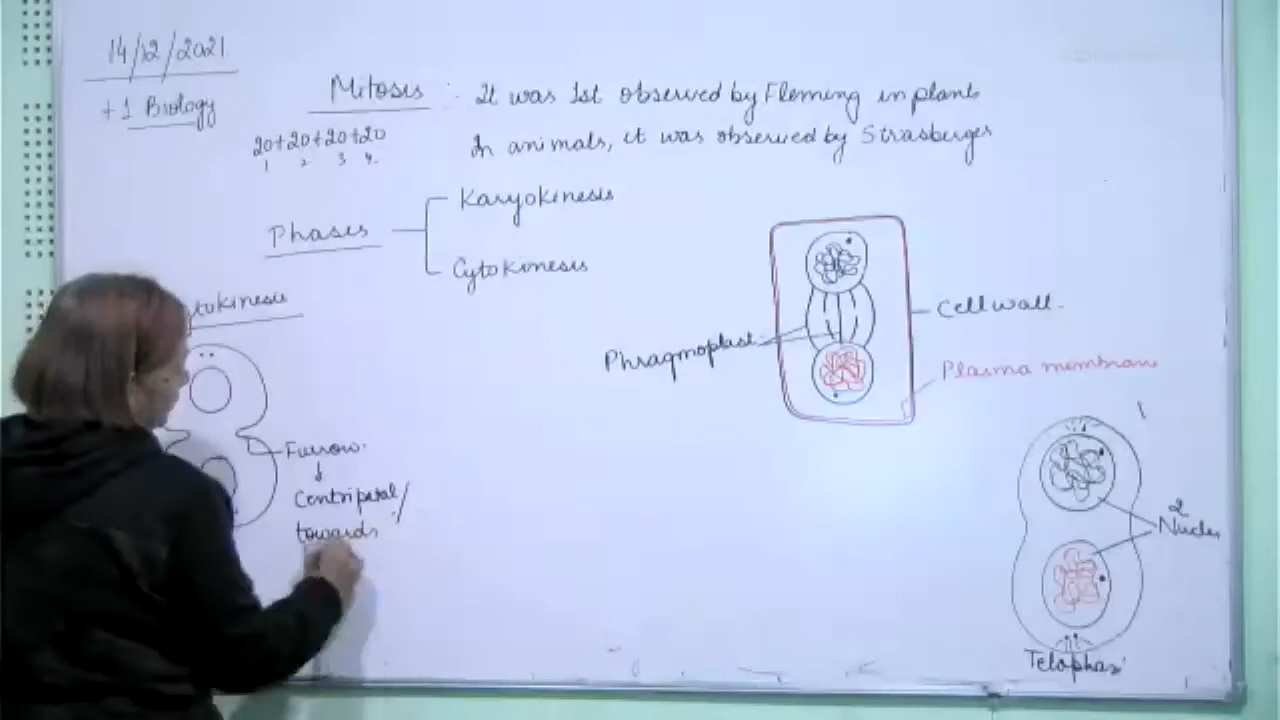 14/12/2021
+1 Biology
Mitosis : It was 1st observed by Fleming in plants
In animals, it was observed by Strasberger
20+20+20+20
1 2 3 4.
Phases
Karyokinesis
Cytokinesis
ytokinesis
Furrow.
Centripetal/
towards
Phragmoplast
Cell wall.
Plasma membrane
2
Nuclei
Telophase